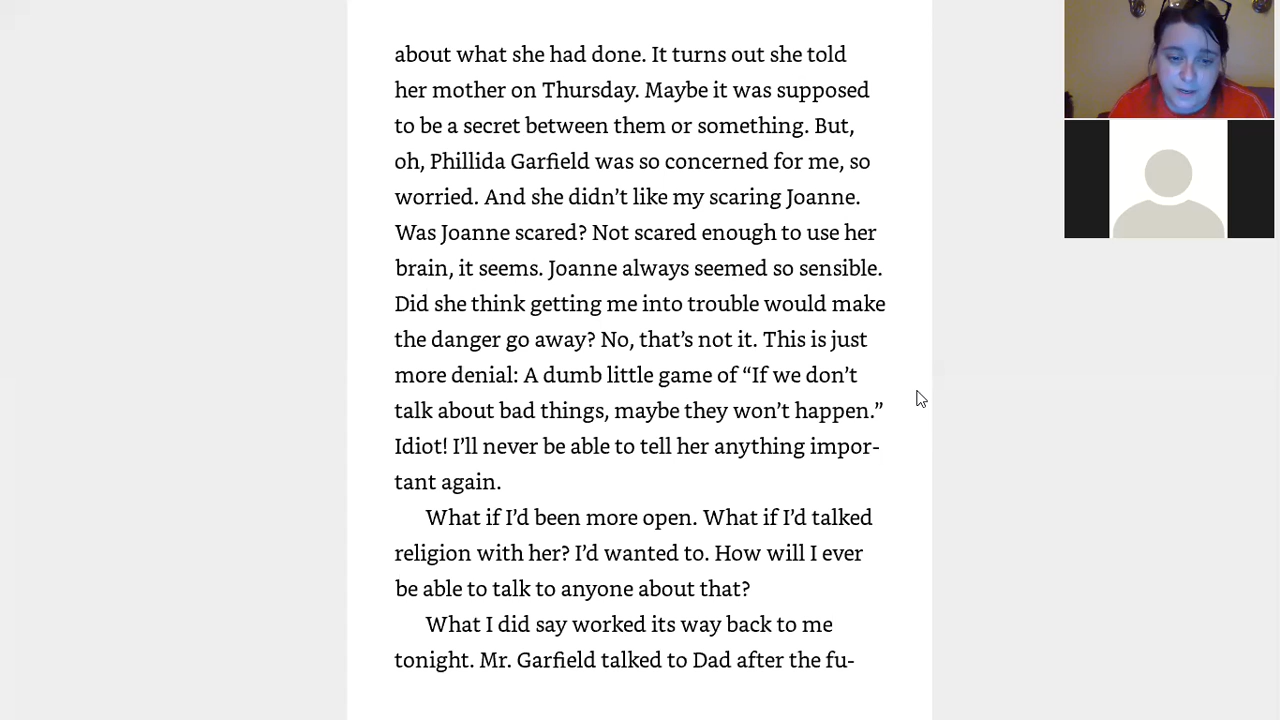 about what she had done. It turns out she told
her mother on Thursday. Maybe it was supposed
to be a secret between them or something. But,
oh, Phillida Garfield was so concerned for me, so
worried. And she didn’t like my scaring Joanne.
Was Joanne scared? Not scared enough to use her
brain, it seems. Joanne always seemed so sensible.
Did she think getting me into trouble would make
the danger go away? No, that’s not it. This is just
more denial: A dumb little game of “If we don’t
talk about bad things, maybe they won’t happen.”
Idiot! I’ll never be able to tell her anything impor-
tant again.
What if I’d been more open. What if I’d talked
religion with her? I’d wanted to. How will I ever
be able to talk to anyone about that?
What I did say worked its way back to me
tonight. Mr. Garfield talked to Dad after the fu-